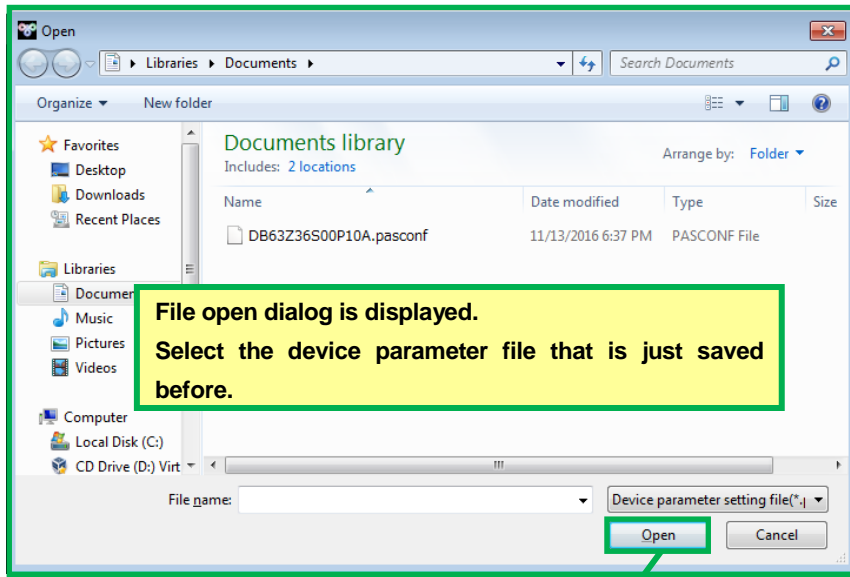 Open
Libraries Documents
Search Documents
Organize New folder
Favorites
Desktop
Downloads
Recent Places
Libraries
Music
Pictures
Videos
Computer
Local Disk (C:)
CD Drive (D:) Virt
Documents library
Includes: 2 locations
Arrange by: Folder
Name Date modified Type Size
DB63Z36S00P10A.pasconf 11/13/2016 6:37 PM PASCONF File
File open dialog is displayed.
Select the device parameter file that is just saved
before.
File name:
Device parameter setting file(*.
Open Cancel